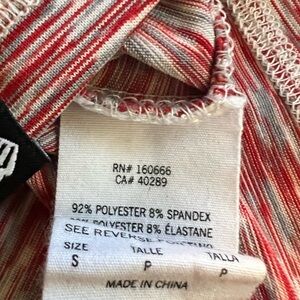 RN# 160666
CA# 40289
92% POLYESTER 8% SPANDEX
POLYESTER 8% ÉLASTANE
SEE REVERSE
SIZE TALLE TALLA
S P P
MADE IN CHINA